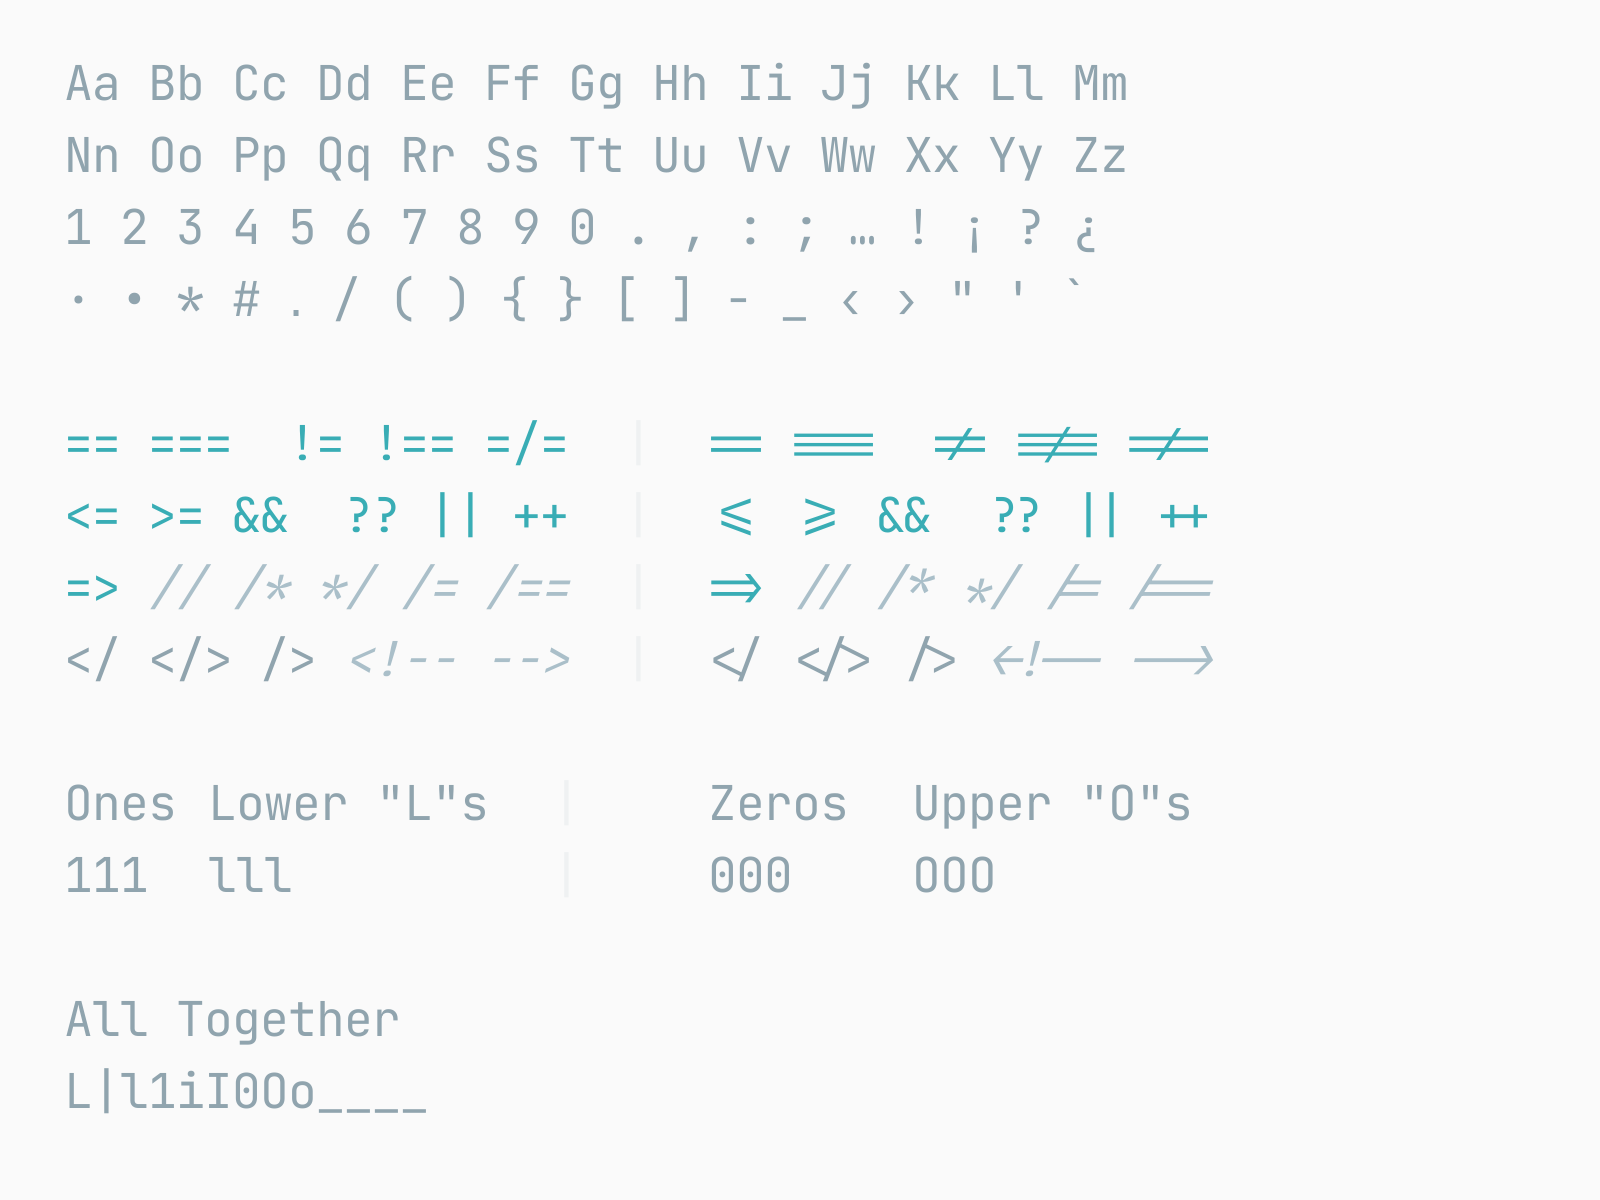 Aa Bb Cc Dd Ee Ff Gg Hh Ii Jj Kk Ll Mm
Nn Oo Pp Qq Rr Ss Tt Uu Vv Ww Xx Yy Zz
1 2 3 4 5 6 7 8 9 0 . , : ; … ! ¡ ? ¿
· • * # . / ( ) { } [ ] - _ ‹ › " ' `
== === != !== =/= | == === != !== =/=
<= >= && ?? || ++ | <= >= && ?? || ++
=> // /* */ /= /== | => // /* */ /= /==
</ </> /> <!-- --> | </ </> /> <!-- -->
Ones Lower "L"s | Zeros Upper "O"s
111 lll | 000 OOO
All Together
L|l1iI0Oo____